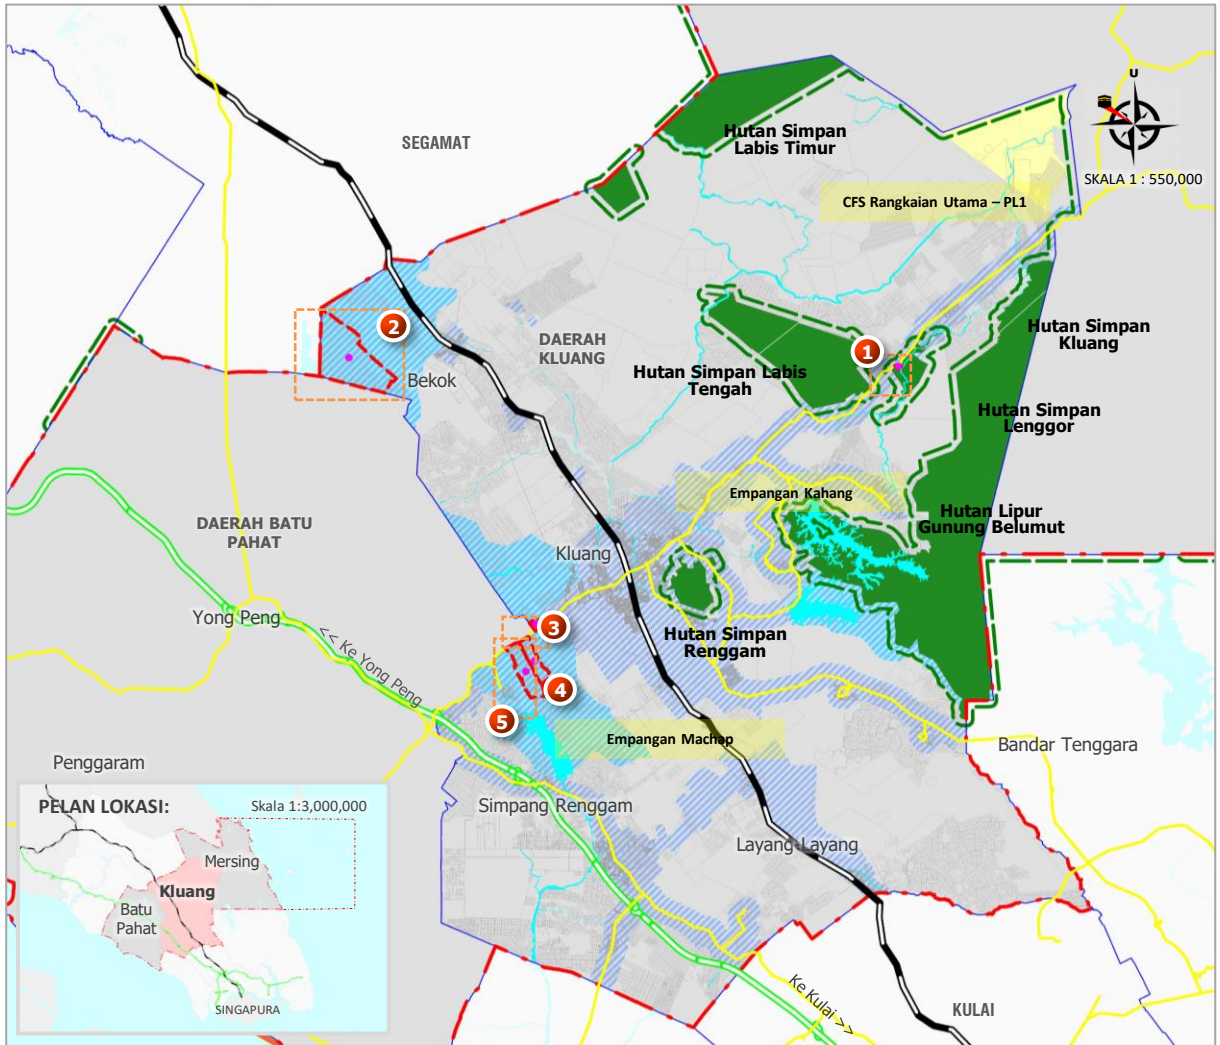 U
SKALA 1 : 550,000
SEGAMAT
Hutan Simpan
Labis Timur
CFS Rangkaian Utama – PL1
2
DAERAH
KLUANG
1
Hutan Simpan
Kluang
Bekok
Hutan Simpan Labis
Tengah
Hutan Simpan
Lenggor
Empangan Kahang
DAERAH BATU
PAHAT
Hutan Lipur
Gunung Belumut
Kluang
Yong Peng
<< Ke Yong Peng
3
Hutan Simpan
Renggam
4
5
Empangan Machap
Bandar Tenggara
Penggaram
Simpang Renggam
Layang-Layang
Ke Kulai >>
KULAI
PELAN LOKASI:
Skala 1:3,000,000
Mersing
Kluang
Batu
Pahat
SINGAPURA